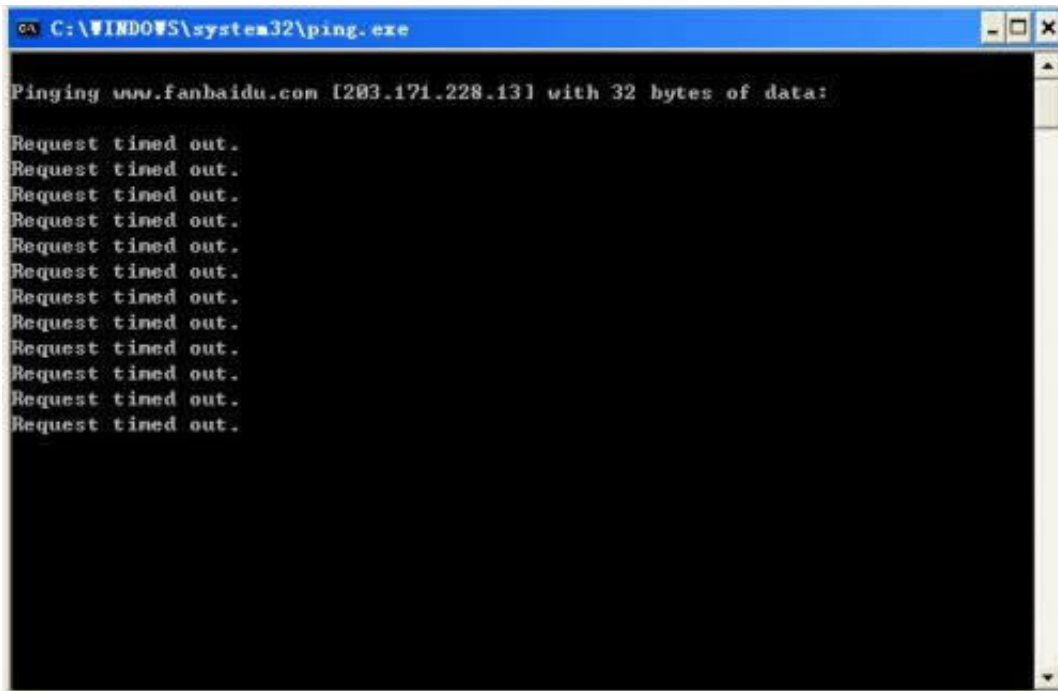 C:\WINDOWS\system32\ping.exe
Pinging www.fanbaidu.com [203.171.228.13] with 32 bytes of data:
Request timed out.
Request timed out.
Request timed out.
Request timed out.
Request timed out.
Request timed out.
Request timed out.
Request timed out.
Request timed out.
Request timed out.
Request timed out.
Request timed out.